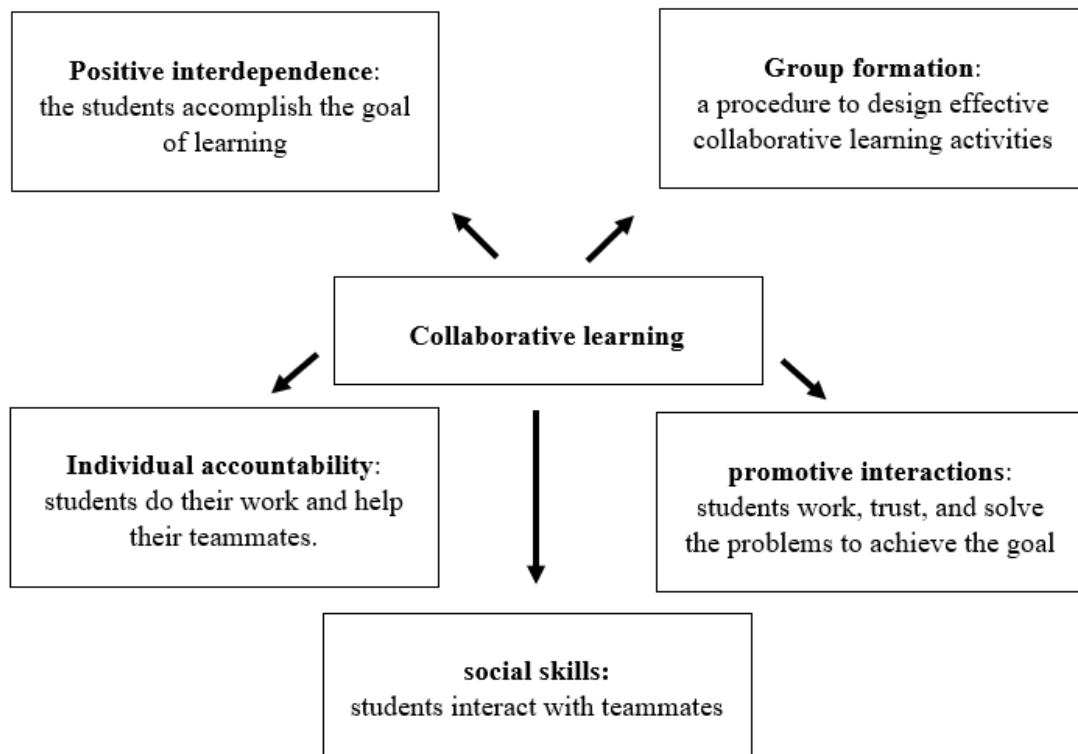 Positive interdependence:
the students accomplish the goal
of learning
Group formation:
a procedure to design effective
collaborative learning activities
Collaborative learning
Individual accountability:
students do their work and help
their teammates.
promotive interactions:
students work, trust, and solve
the problems to achieve the goal
social skills:
students interact with teammates